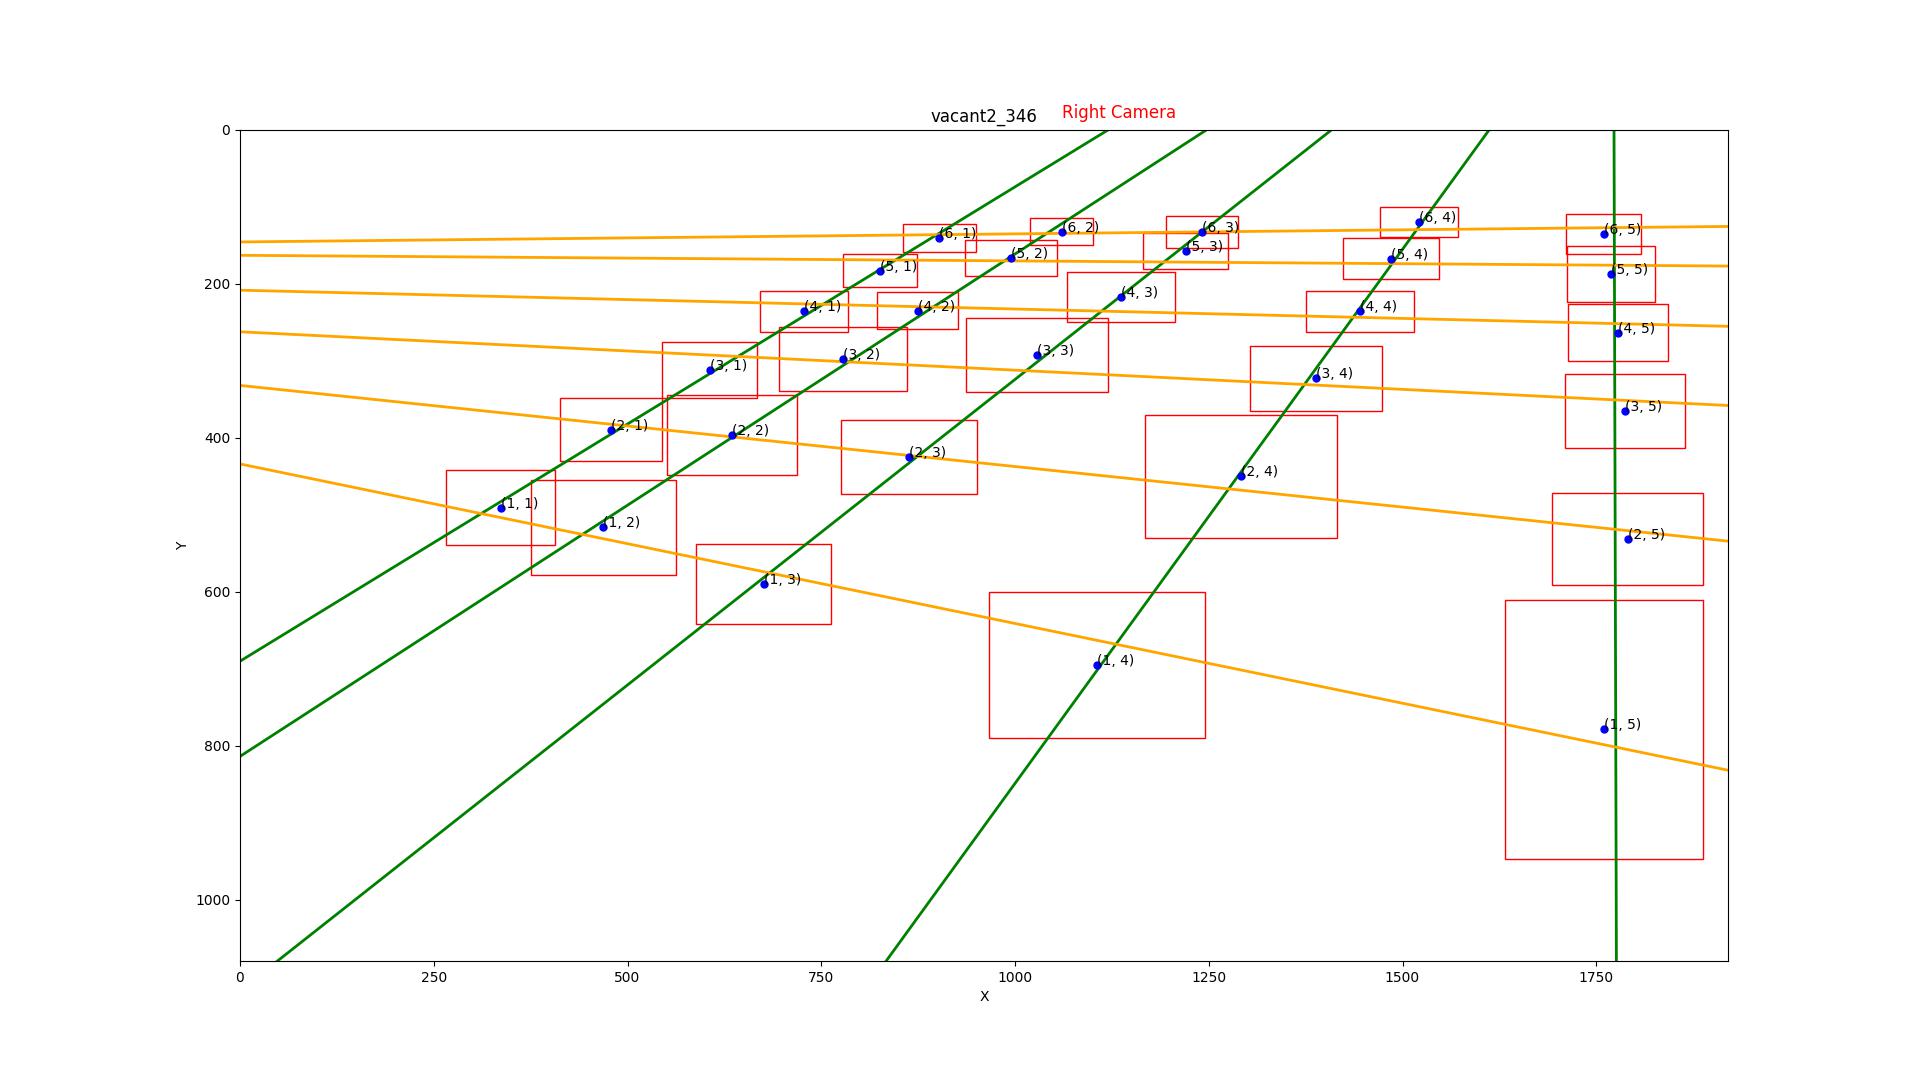 vacant2_346 Right Camera
0
(6, 4)
(6, 1) (6, 2) (6, 3) (6, 5)
(5, 1) (5, 2) (5, 3) (5, 4) (5, 5)
200
(4, 1) (4, 2) (4, 3) (4, 4) (4, 5)
(3, 1) (3, 2) (3, 3) (3, 4) (3, 5)
400
(2, 1) (2, 2) (2, 3) (2, 4) (2, 5)
(1, 1) (1, 2) (1, 3) (1, 4) (1, 5)
Y
600
800
1000
0 250 500 750 1000 1250 1500 1750
X